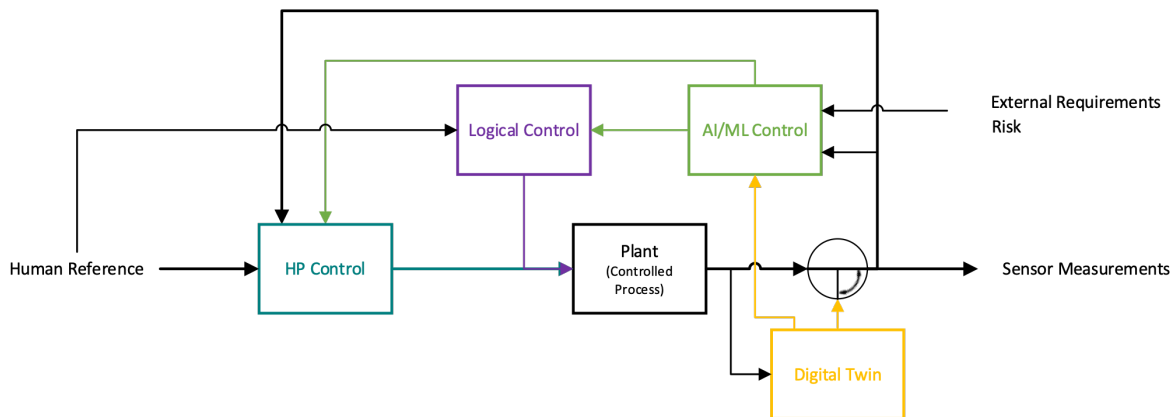 External Requirements
Risk
Logical Control
AI/ML Control
Human Reference
HP Control
Plant
(Controlled
Process)
Sensor Measurements
Digital Twin